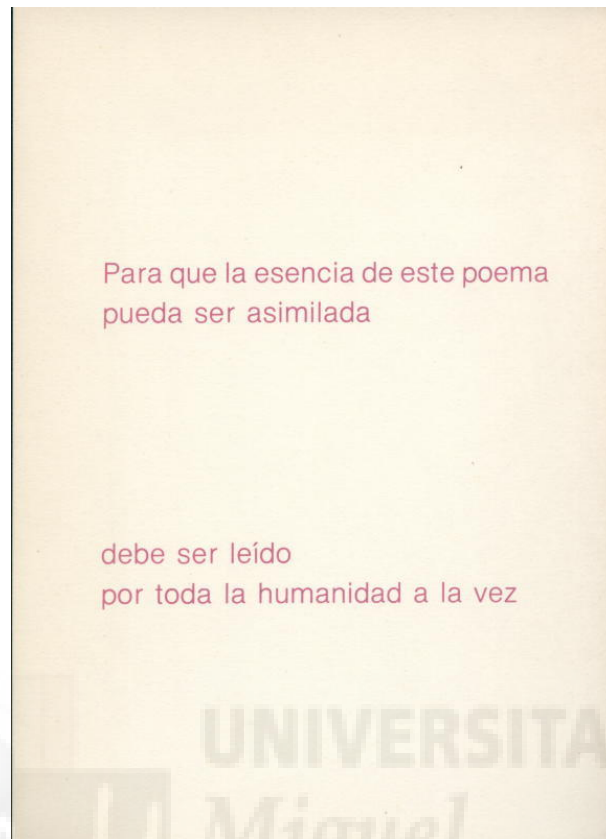 Para que la esencia de este poema
pueda ser asimilada
debe ser leído
por toda la humanidad a la vez
UNIVERSITA
Miguel